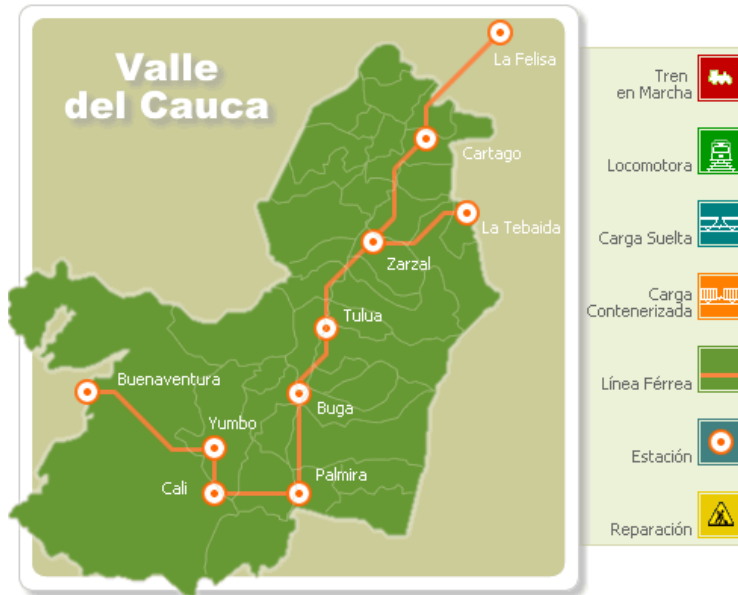 Valle
del Cauca
La Felisa
Cartago
La Tebaida
Zarzal
Tulua
Buenaventura
Buga
Yumbo
Cali
Palmira
Tren
en Marcha
Locomotora
Carga Suelta
Carga
Contenerizada
Línea Férrea
Estación
Reparación